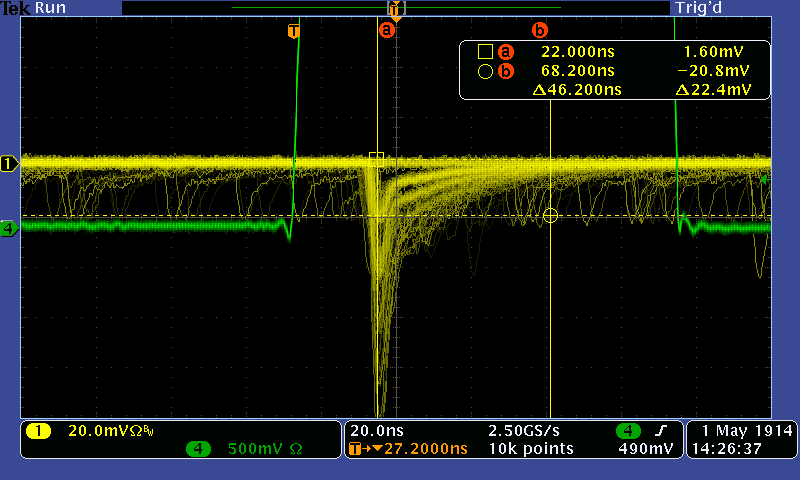 Tek Run Trig'd
T
T a b
a 22.000ns 1.60mV
b 68.200ns −20.8mV
Δ46.200ns Δ22.4mV
1
4
1 20.0mVΩBW 20.0ns 2.50GS/s 4 1 May 1914
4 500mV Ω T→▼27.2000ns 10k points 490mV 14:26:37